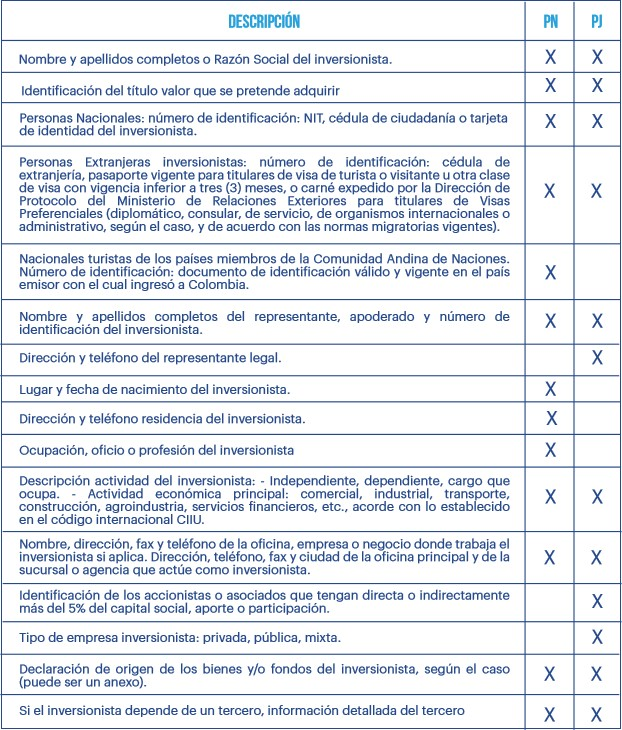 DESCRIPCIÓN PN PJ
Nombre y apellidos completos o Razón Social del inversionista. X X
Identificación del título valor que se pretende adquirir X X
Personas Nacionales: número de identificación: NIT, cédula de ciudadanía o tarjeta
de identidad del inversionista. X X
Personas Extranjeras inversionistas: número de identificación: cédula de
extranjería, pasaporte vigente para titulares de visa de turista o visitante u otra clase
de visa con vigencia inferior a tres (3) meses, o carné expedido por la Dirección de
Protocolo del Ministerio de Relaciones Exteriores para titulares de Visas X X
Preferenciales (diplomático, consular, de servicio, de organismos internacionales o
administrativo, según el caso, y de acuerdo con las normas migratorias vigentes).
Nacionales turistas de los países miembros de la Comunidad Andina de Naciones.
Número de identificación: documento de identificación válido y vigente en el país X
emisor con el cual ingresó a Colombia.
Nombre y apellidos completos del representante, apoderado y número de X X
identificación del inversionista.
Dirección y teléfono del representante legal. X
Lugar y fecha de nacimiento del inversionista. X
Dirección y teléfono residencia del inversionista. X
Ocupación, oficio o profesión del inversionista X
Descripción actividad del inversionista: - Independiente, dependiente, cargo que
ocupa. - Actividad económica principal: comercial, industrial, transporte, X X
construcción, agroindustria, servicios financieros, etc., acorde con lo establecido
en el código internacional CIIU.
Nombre, dirección, fax y teléfono de la oficina, empresa o negocio donde trabaja el
inversionista si aplica. Dirección, teléfono, fax y ciudad de la oficina principal y de la X X
sucursal o agencia que actúe como inversionista.
Identificación de los accionistas o asociados que tengan directa o indirectamente
más del 5% del capital social, aporte o participación. X
Tipo de empresa inversionista: privada, pública, mixta. X
Declaración de origen de los bienes y/o fondos del inversionista, según el caso
(puede ser un anexo). X X
Si el inversionista depende de un tercero, información detallada del tercero X X